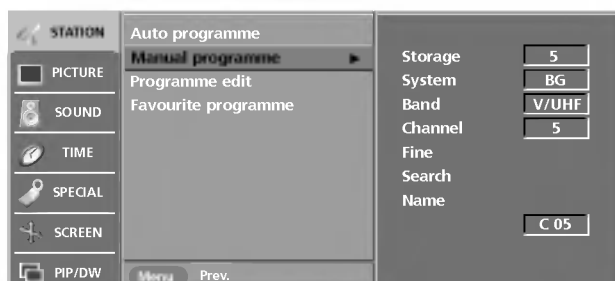 STATION
PICTURE
SOUND
TIME
SPECIAL
SCREEN
PIP/DW
Auto programme
Manual programme
Programme edit
Favourite programme
Menu Prev.
Storage 5
System BG
Band V/UHF
Channel 5
Fine
Search
Name
C 05